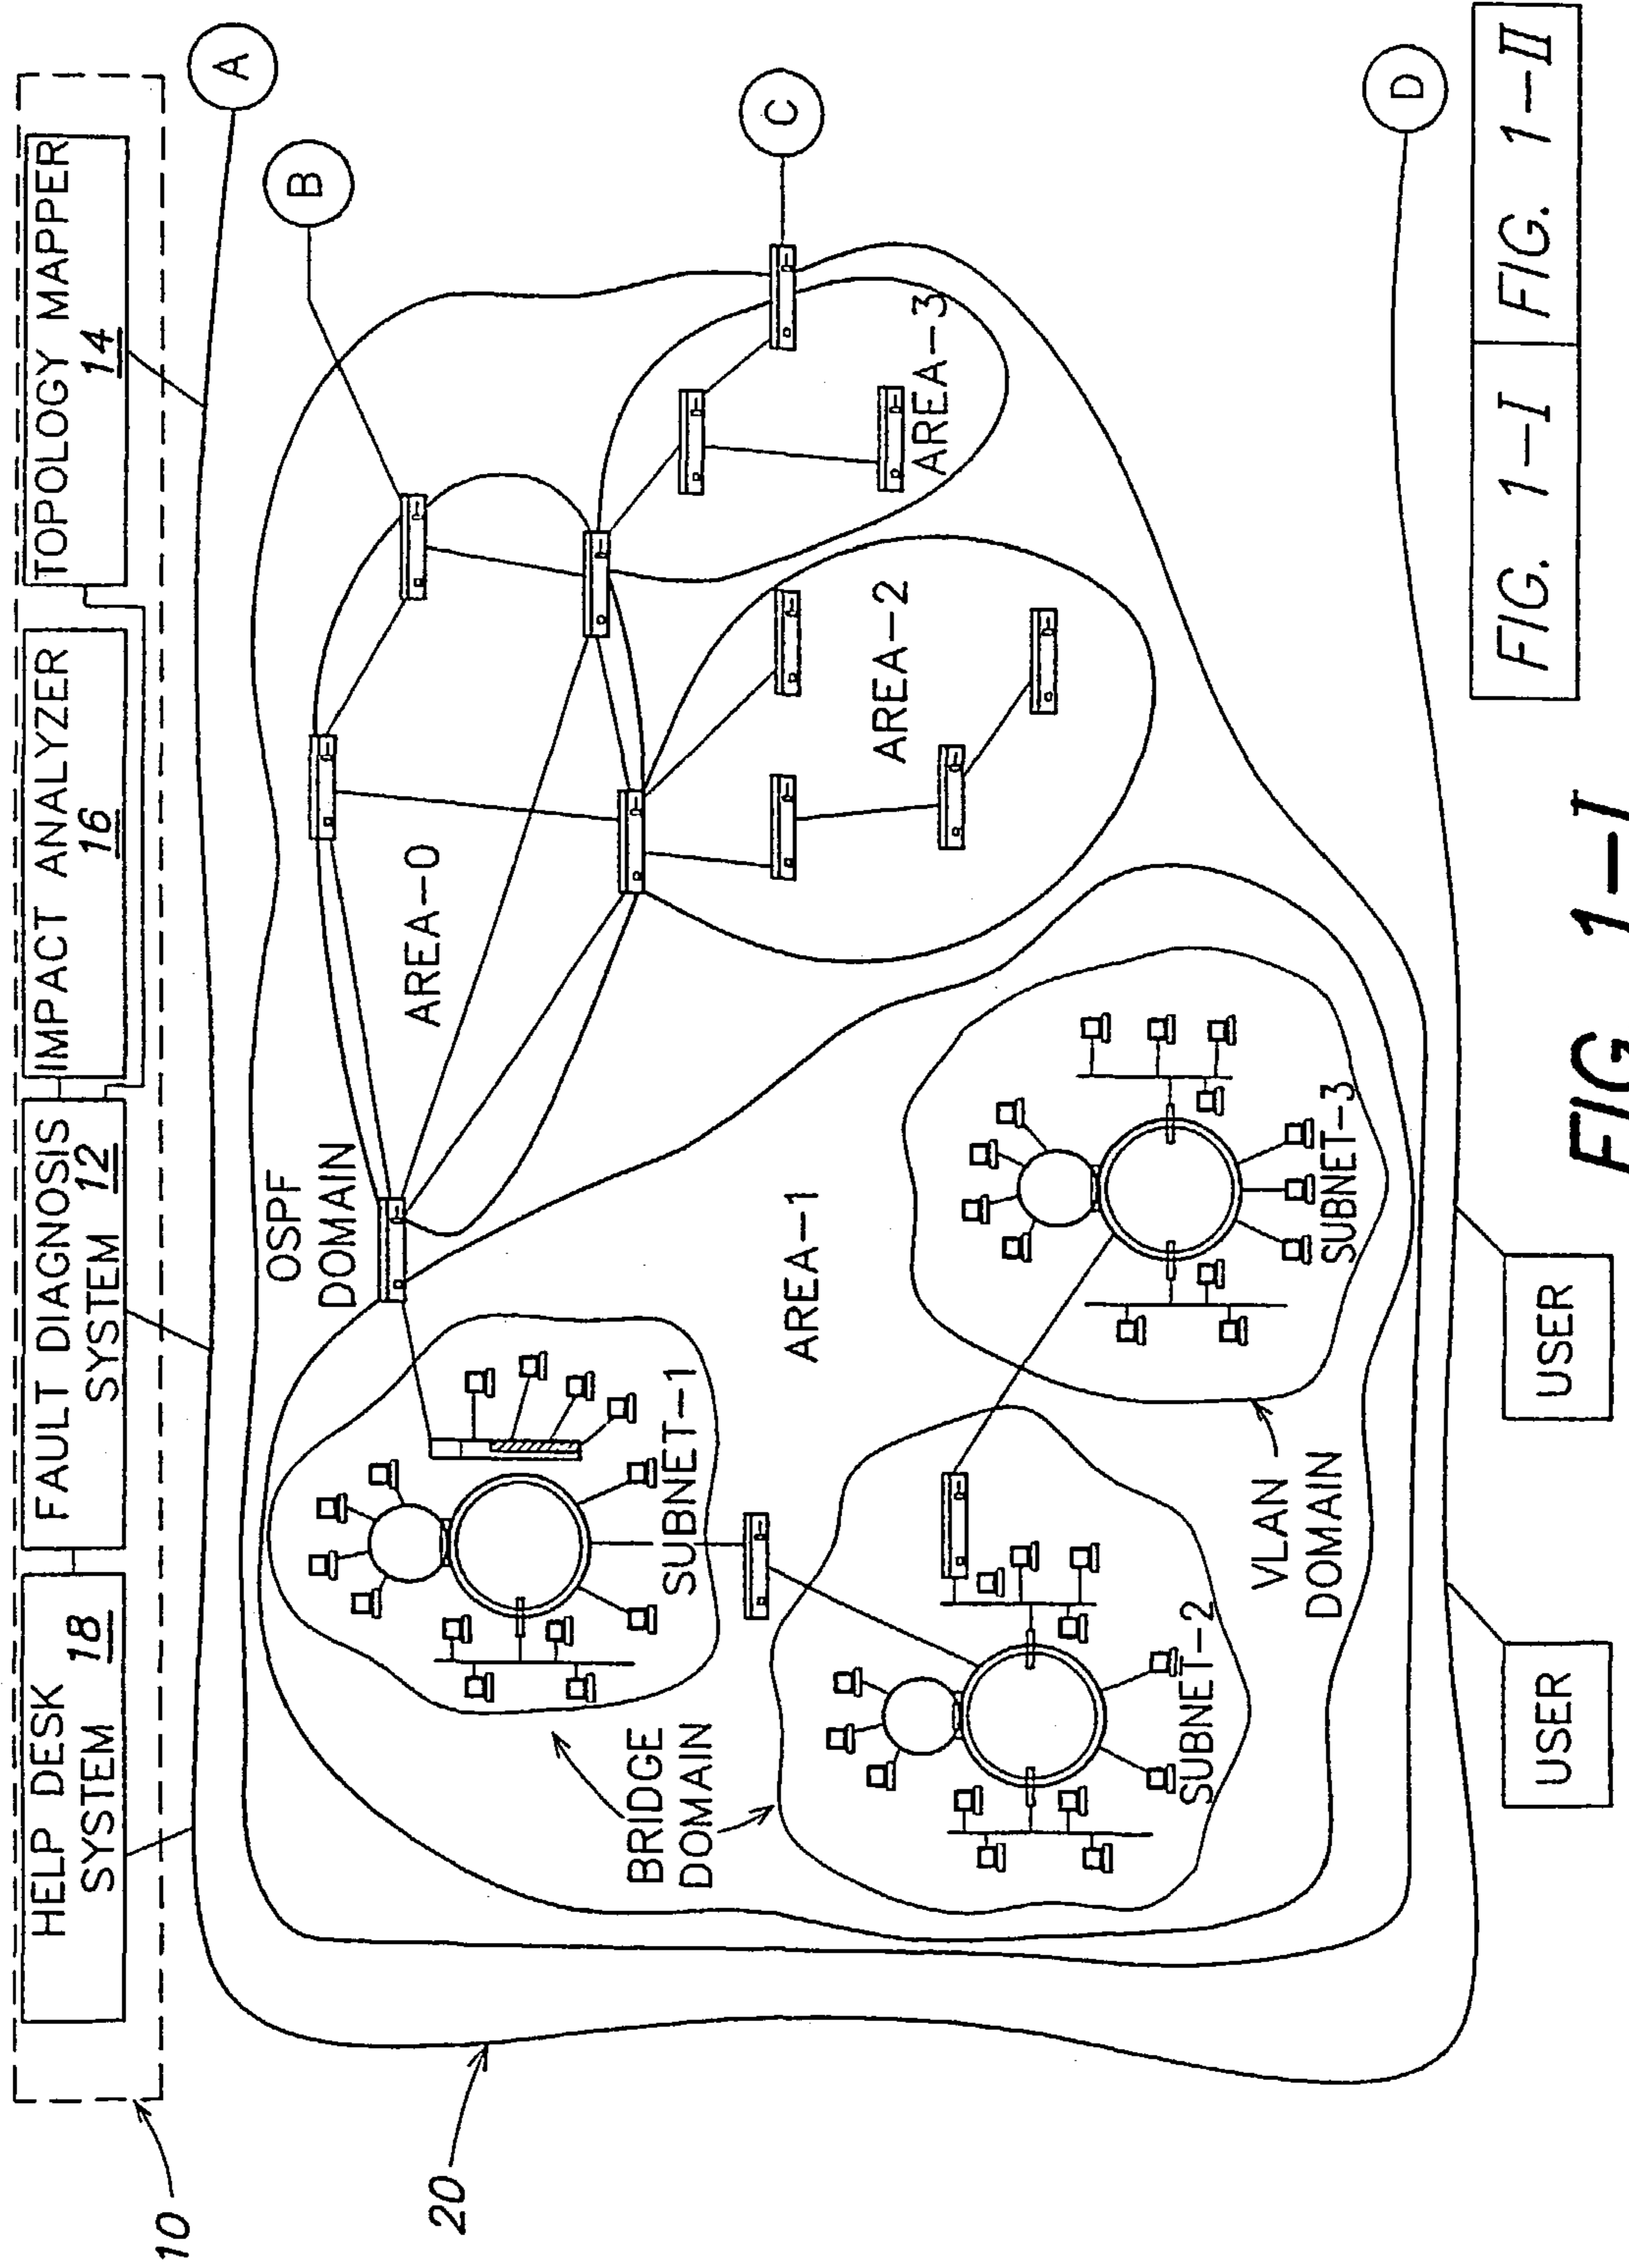 10
HELP DESK
SYSTEM 18
FAULT DIAGNOSIS
SYSTEM 12
IMPACT ANALYZER
16
TOPOLOGY MAPPER
14
20
A
B
C
D
OSPF
DOMAIN
AREA-0
AREA-1
AREA-2
AREA-3
SUBNET-1
BRIDGE
DOMAIN
SUBNET-2
VLAN
DOMAIN
SUBNET-3
USER
USER
FIG. 1-I
FIG. 1-II
FIG. 1-I